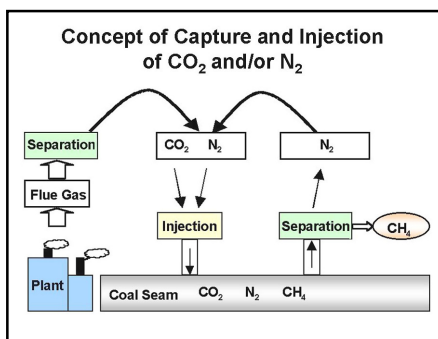 Concept of Capture and Injection
of CO₂ and/or N₂
Separation
CO₂ N₂
N₂
Flue Gas
Injection
Separation
CH₄
Plant
Coal Seam CO₂ N₂ CH₄